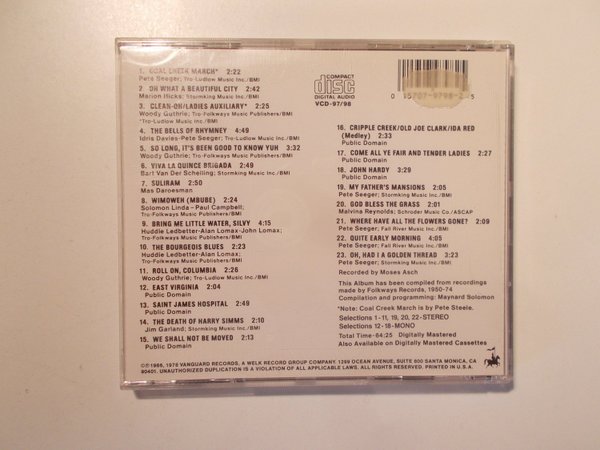 1. COAL CREEK MARCH* 2:22
Pete Seeger; Tro-Ludlow Music Inc./BMI
2. OH WHAT A BEAUTIFUL CITY 2:42
Marion Hicks; Stormking Music Inc./BMI
3. CLEAN-OH/LADIES AUXILIARY* 2:25
Woody Guthrie; Tro-Folkways Music Publishers/BMI
*Tro-Ludlow Music Inc./BMI
4. THE BELLS OF RHYMNEY 4:49
Idris Davies-Pete Seeger; Tro-Ludlow Music Inc./BMI
5. SO LONG, IT'S BEEN GOOD TO KNOW YUH 3:32
Woody Guthrie; Tro-Folkways Music Publishers/BMI
6. VIVA LA QUINCE BRIGADA 2:49
Bart Van Der Schelling; Stormking Music Inc./BMI
7. SULIRAM 2:50
Mas Daroesman
8. WIMOWEH (MBUBE) 2:24
Solomon Linda-Paul Campbell;
Tro-Folkways Music Publishers/BMI
9. BRING ME LITTLE WATER, SILVY 1:15
Huddie Ledbetter-Alan Lomax-John Lomax;
Tro-Folkways Music Publishers/BMI
10. THE BOURGEOIS BLUES 2:23
Huddie Ledbetter-Alan Lomax;
Tro-Folkways Music Publishers/BMI
11. ROLL ON, COLUMBIA 2:26
Woody Guthrie; Tro-Ludlow Music Inc./BMI
12. EAST VIRGINIA 2:04
Public Domain
13. SAINT JAMES HOSPITAL 2:49
Public Domain
14. THE DEATH OF HARRY SIMMS 2:10
Jim Garland; Stormking Music Inc./BMI
15. WE SHALL NOT BE MOVED 2:13
Public Domain
COMPACT
disc
DIGITAL AUDIO
VCD-97/98
0 15707-9798-2 5
16. CRIPPLE CREEK/OLD JOE CLARK/IDA RED
(Medley) 2:33
Public Domain
17. COME ALL YE FAIR AND TENDER LADIES 2:27
Public Domain
18. JOHN HARDY 3:29
Public Domain
19. MY FATHER'S MANSIONS 2:05
Pete Seeger; Stormking Music Inc./BMI
20. GOD BLESS THE GRASS 2:01
Malvina Reynolds; Schroder Music Co./ASCAP
21. WHERE HAVE ALL THE FLOWERS GONE? 2:09
Pete Seeger; Fall River Music Inc./BMI
22. QUITE EARLY MORNING 4:05
Pete Seeger; Fall River Music Inc./BMI
23. OH, HAD I A GOLDEN THREAD 3:23
Pete Seeger; Stormking Music Inc./BMI
Recorded by Moses Asch
This Album has been compiled from recordings
made by Folkways Records, 1950-74
Compilation and programming: Maynard Solomon
*Note: Coal Creek March is by Pete Steele.
Selections 1-11, 19, 20, 22-STEREO
Selections 12-18-MONO
Total Time-64:25 Digitally Mastered
Also Available on Digitally Mastered Cassettes
1986, 1978 VANGUARD RECORDS, A WELK RECORD GROUP COMPANY, 1299 OCEAN AVENUE, SUITE 800 SANTA MONICA, CA
90401. UNAUTHORIZED DUPLICATION IS A VIOLATION OF ALL APPLICABLE LAWS. ALL RIGHTS RESERVED. PRINTED IN U.S.A.